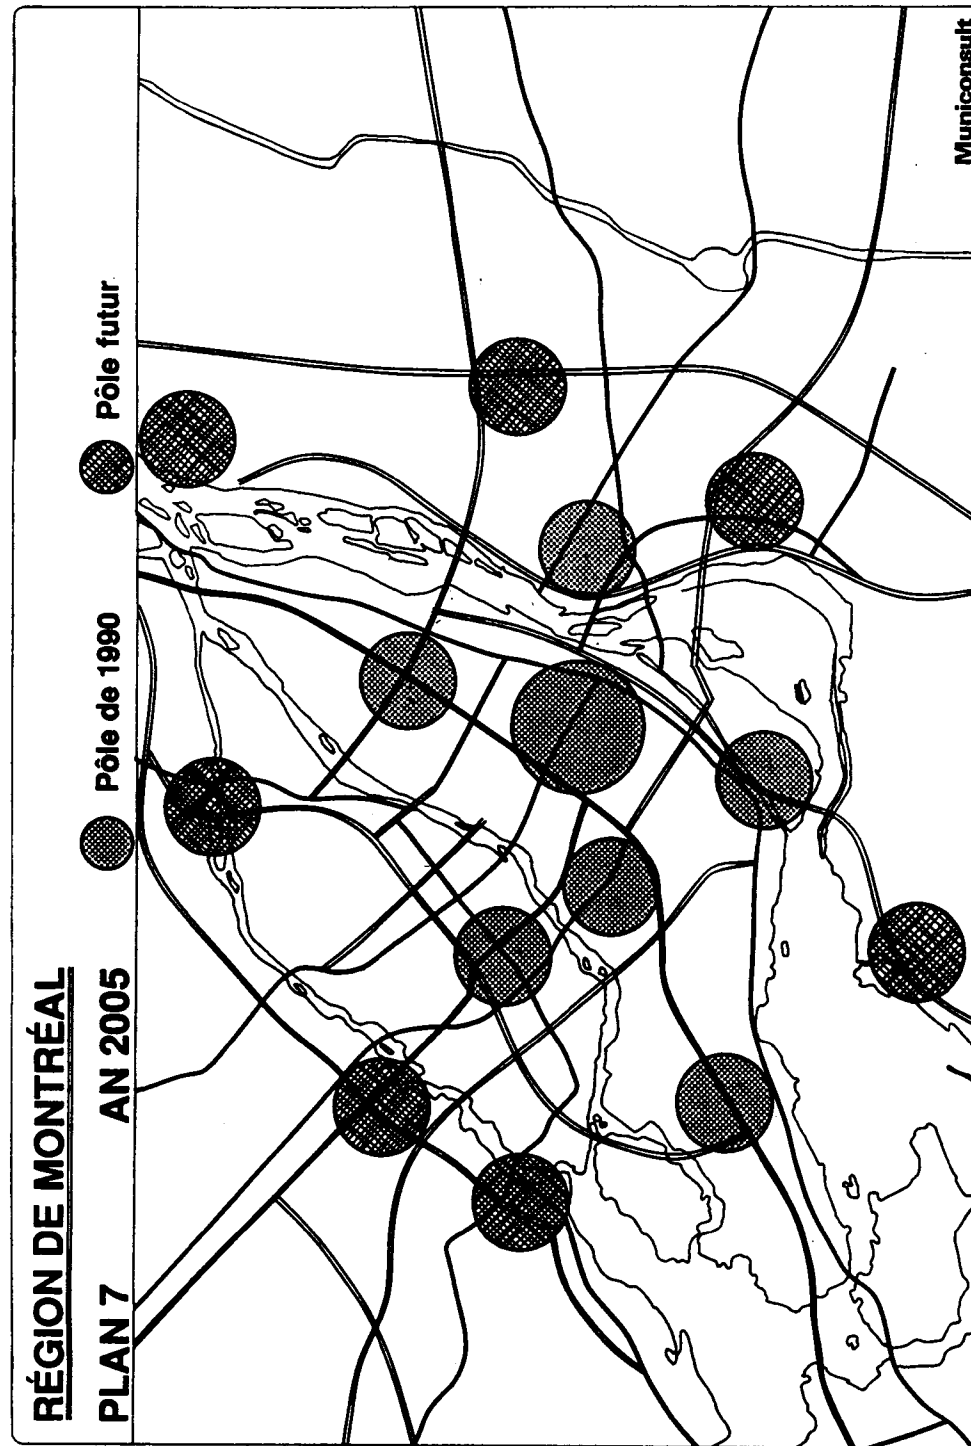 RÉGION DE MONTRÉAL
PLAN 7 AN 2005
Pôle de 1990
Pôle futur
Municonsult